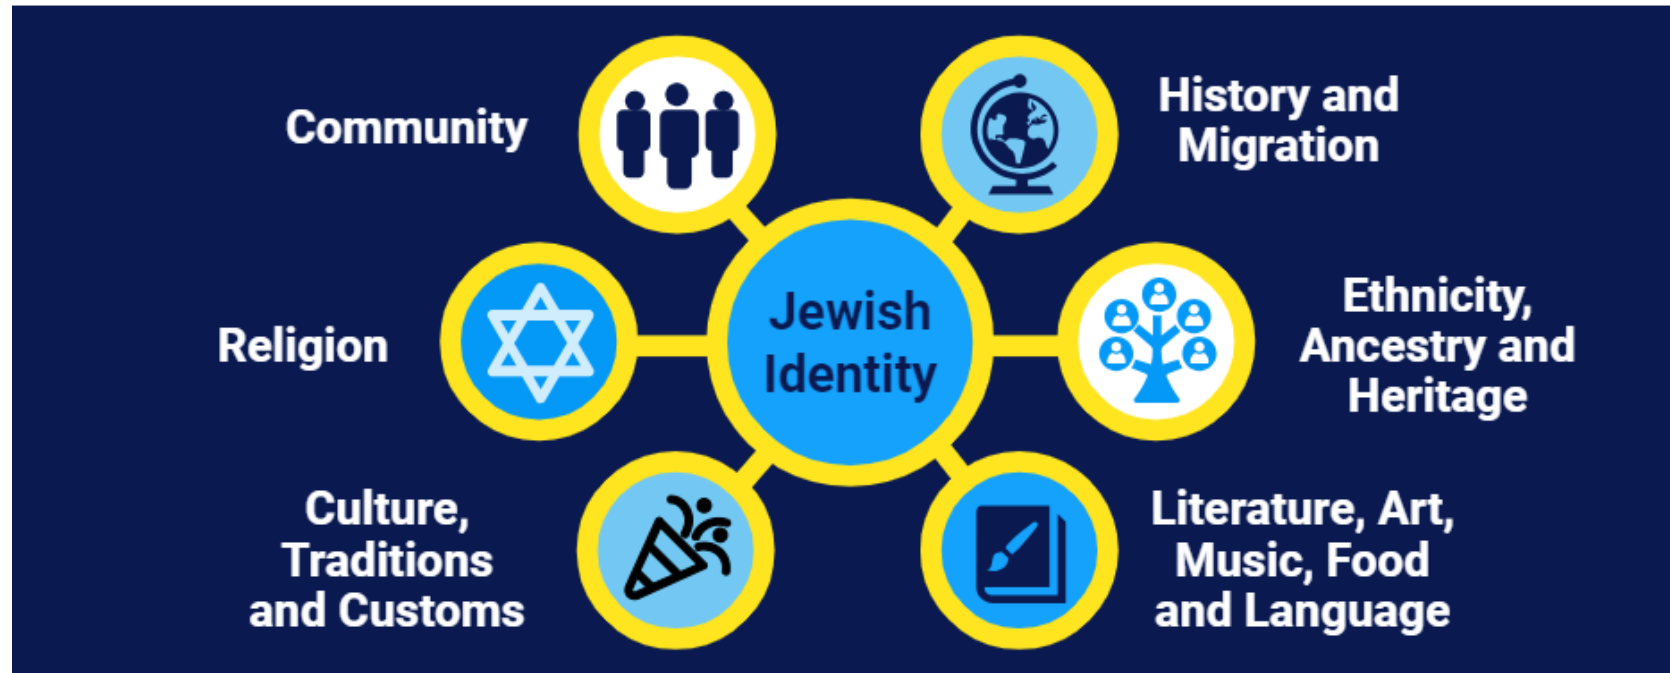 Community
History and
Migration
Religion
Jewish
Identity
Ethnicity,
Ancestry and
Heritage
Culture,
Traditions
and Customs
Literature, Art,
Music, Food
and Language